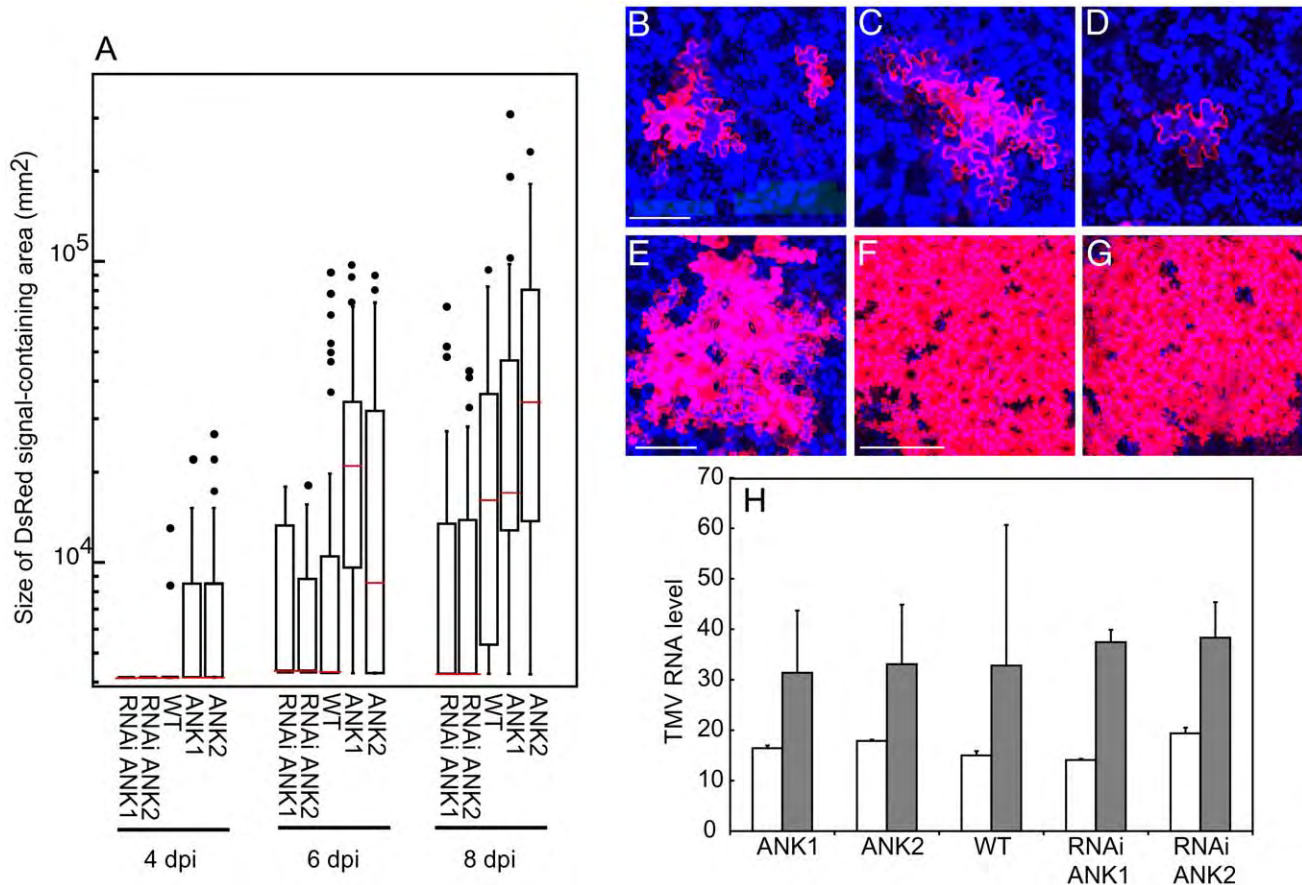 A
Size of DsRed signal-containing area (mm2)
10^5
10^4
RNAi ANK1
RNAi ANK2
WT
ANK1
ANK2
RNAi ANK1
RNAi ANK2
WT
ANK1
ANK2
RNAi ANK1
RNAi ANK2
WT
ANK1
ANK2
4 dpi
6 dpi
8 dpi
B
C
D
E
F
G
H
TMV RNA level
70
60
50
40
30
20
10
0
ANK1
ANK2
WT
RNAi
ANK1
RNAi
ANK2